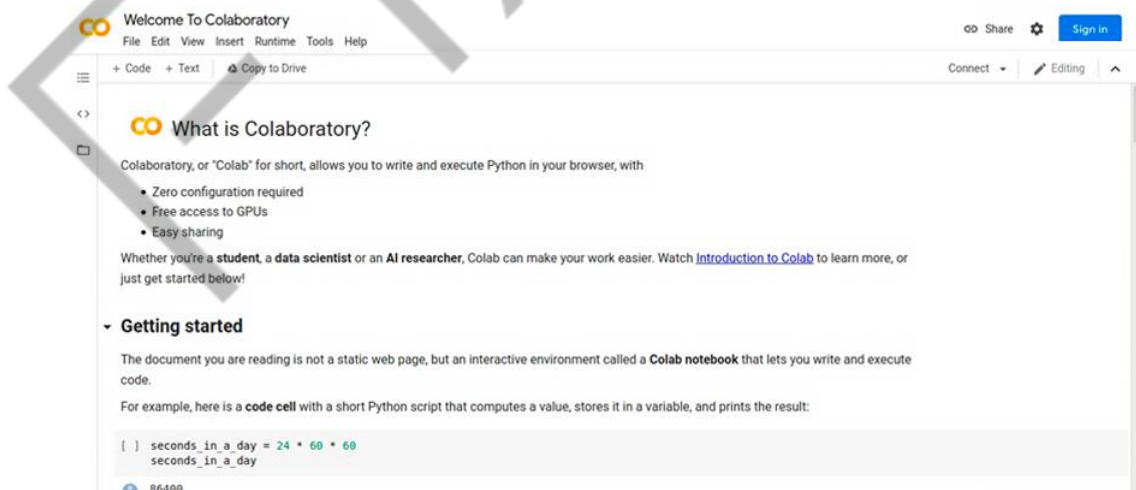 Welcome To Colaboratory
File Edit View Insert Runtime Tools Help
Share
Sign in
+ Code + Text Copy to Drive
Connect
Editing
CO What is Colaboratory?
Colaboratory, or "Colab" for short, allows you to write and execute Python in your browser, with
• Zero configuration required
• Free access to GPUs
• Easy sharing
Whether you're a student, a data scientist or an AI researcher, Colab can make your work easier. Watch Introduction to Colab to learn more, or
just get started below!
Getting started
The document you are reading is not a static web page, but an interactive environment called a Colab notebook that lets you write and execute
code.
For example, here is a code cell with a short Python script that computes a value, stores it in a variable, and prints the result:
[ ] seconds_in_a_day = 24 * 60 * 60
seconds_in_a_day
86400